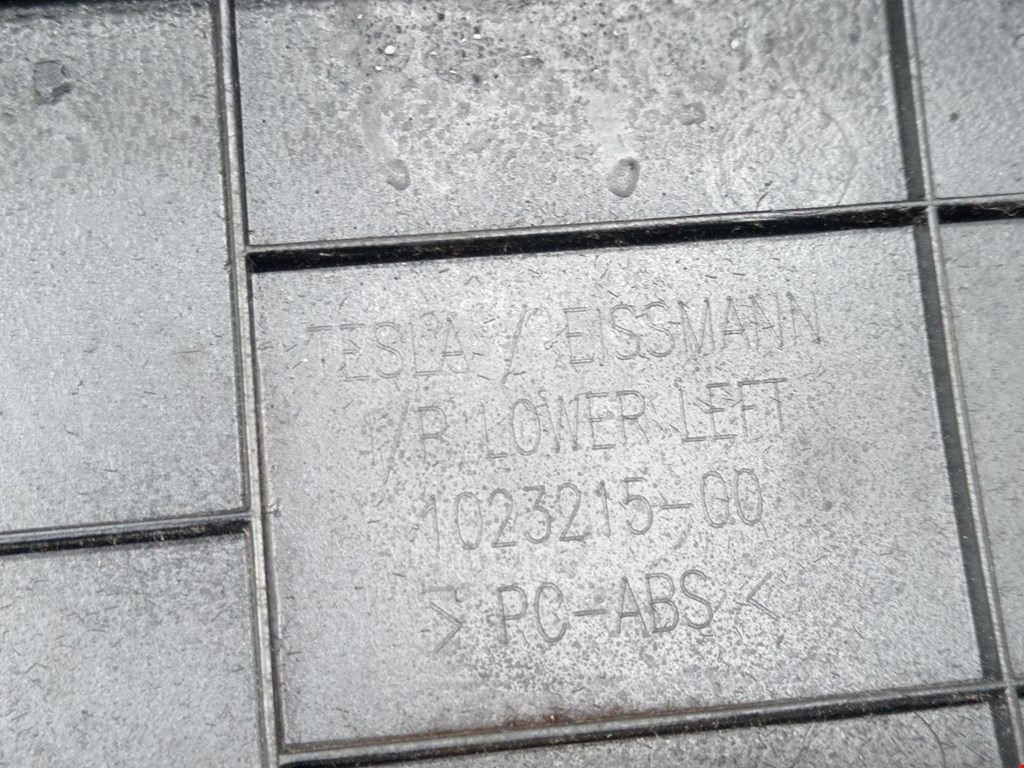 TESLA / EISSMANN
I/P LOWER LEFT
1023215-00
> PC-ABS <